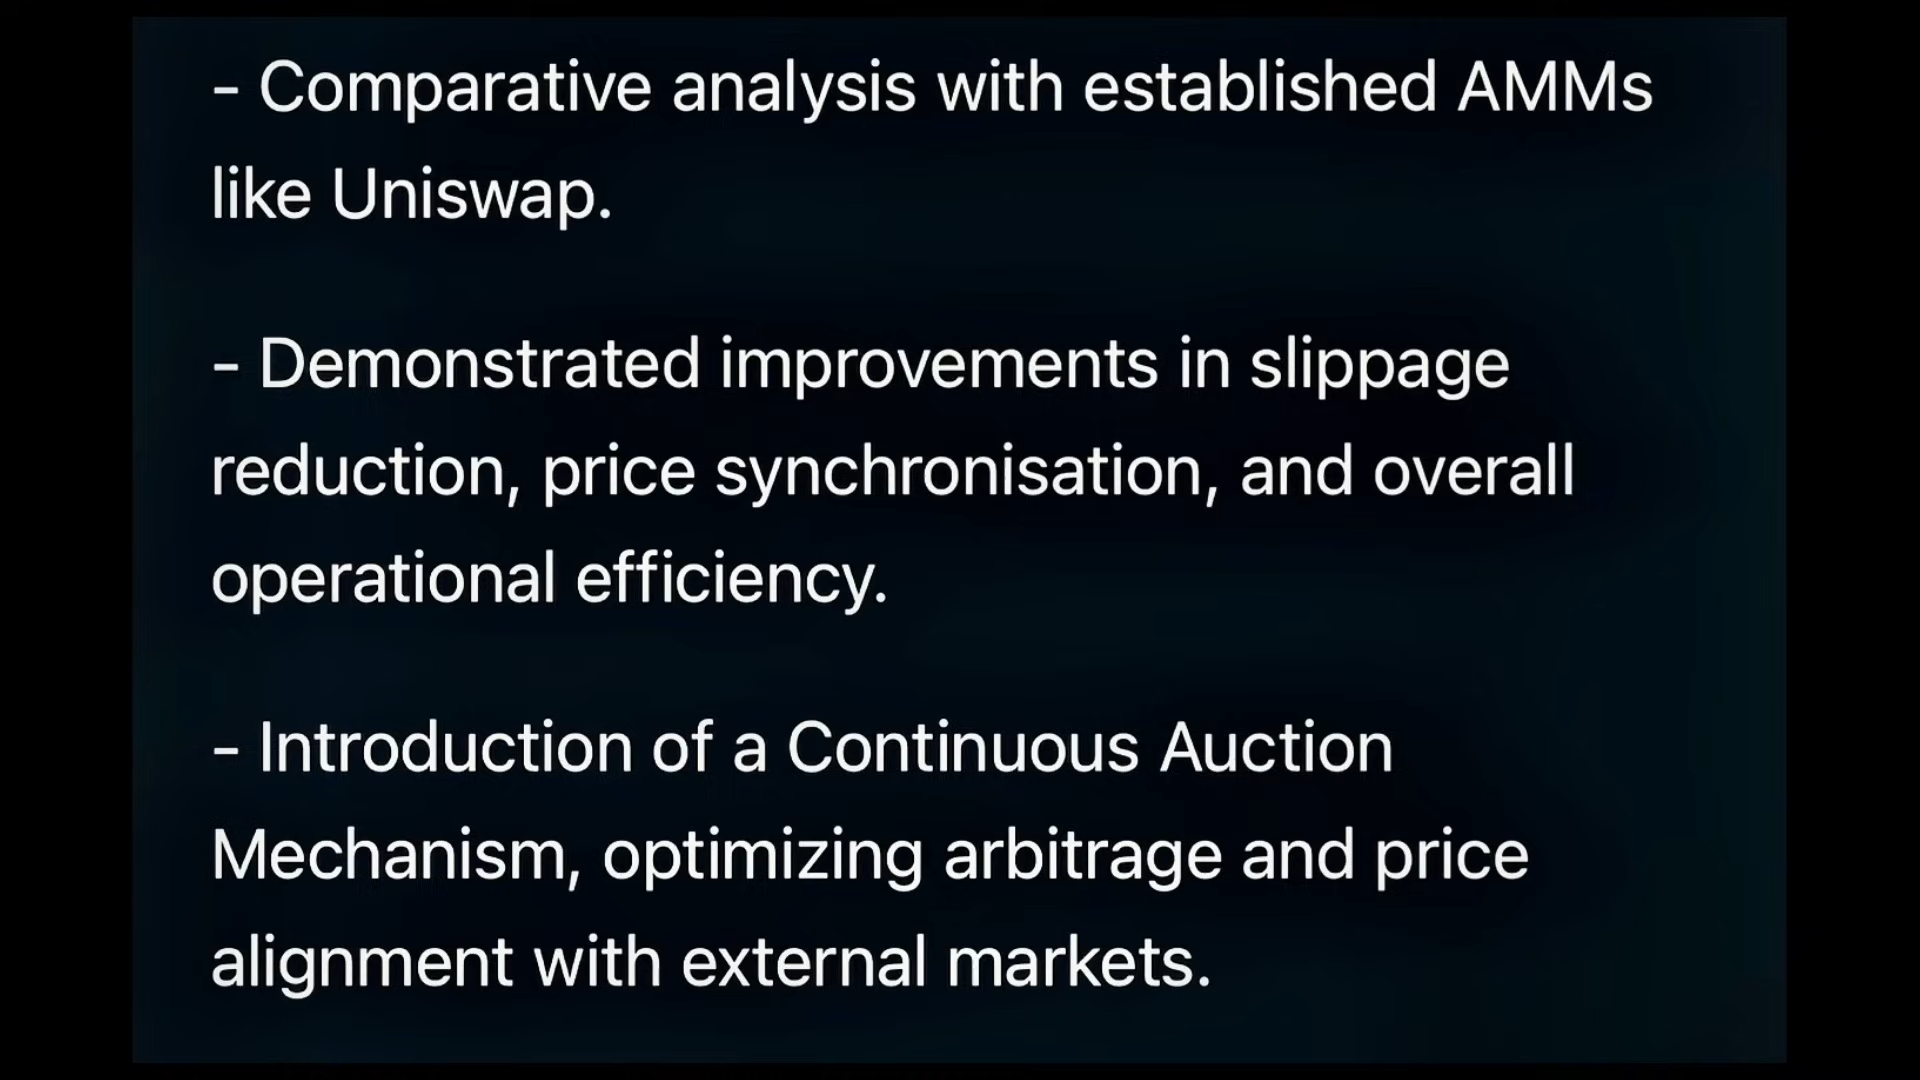 - Comparative analysis with established AMMs
like Uniswap.
- Demonstrated improvements in slippage
reduction, price synchronisation, and overall
operational efficiency.
- Introduction of a Continuous Auction
Mechanism, optimizing arbitrage and price
alignment with external markets.